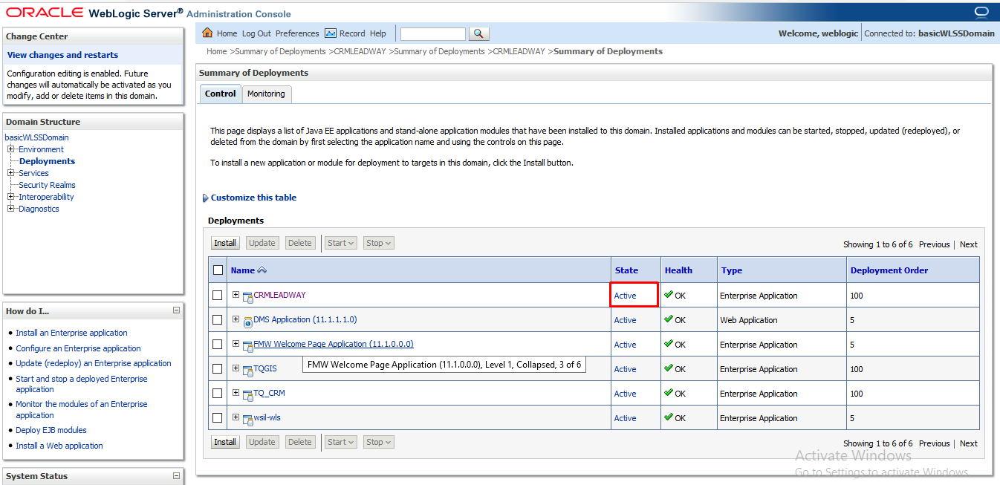 ORACLE WebLogic Server® Administration Console
Change Center
View changes and restarts
Configuration editing is enabled. Future
changes will automatically be activated as you
modify, add or delete items in this domain.
Domain Structure
basicWLSSDomain
Environment
Deployments
Services
Security Realms
Interoperability
Diagnostics
How do I...
Install an Enterprise application
Configure an Enterprise application
Update (redeploy) an Enterprise application
Start and stop a deployed Enterprise
application
Monitor the modules of an Enterprise
application
Deploy EJB modules
Install a Web application
System Status
Home Log Out Preferences Record Help
Welcome, weblogic Connected to: basicWLSSDomain
Home >Summary of Deployments >CRMLEADWAY >Summary of Deployments >CRMLEADWAY >Summary of Deployments
Summary of Deployments
Control Monitoring
This page displays a list of Java EE applications and stand-alone application modules that have been installed to this domain. Installed applications and modules can be started, stopped, updated (redeployed), or
deleted from the domain by first selecting the application name and using the controls on this page.
To install a new application or module for deployment to targets in this domain, click the Install button.
Customize this table
Deployments
Install Update Delete Start Stop
Showing 1 to 6 of 6 Previous | Next
Name State Health Type Deployment Order
CRMLEADWAY Active OK Enterprise Application 100
DMS Application (11.1.1.1.0) Active OK Web Application 5
FMW Welcome Page Application (11.1.0.0.0) Active OK Enterprise Application 5
FMW Welcome Page Application (11.1.0.0.0), Level 1, Collapsed, 3 of 6
TQGIS Active OK Enterprise Application 100
TQ_CRM Active OK Enterprise Application 100
wsil-wls Active OK Enterprise Application 5
Install Update Delete Start Stop
Showing 1 to 6 of 6 Previous | Next
Activate Windows
Go to Settings to activate Windows.